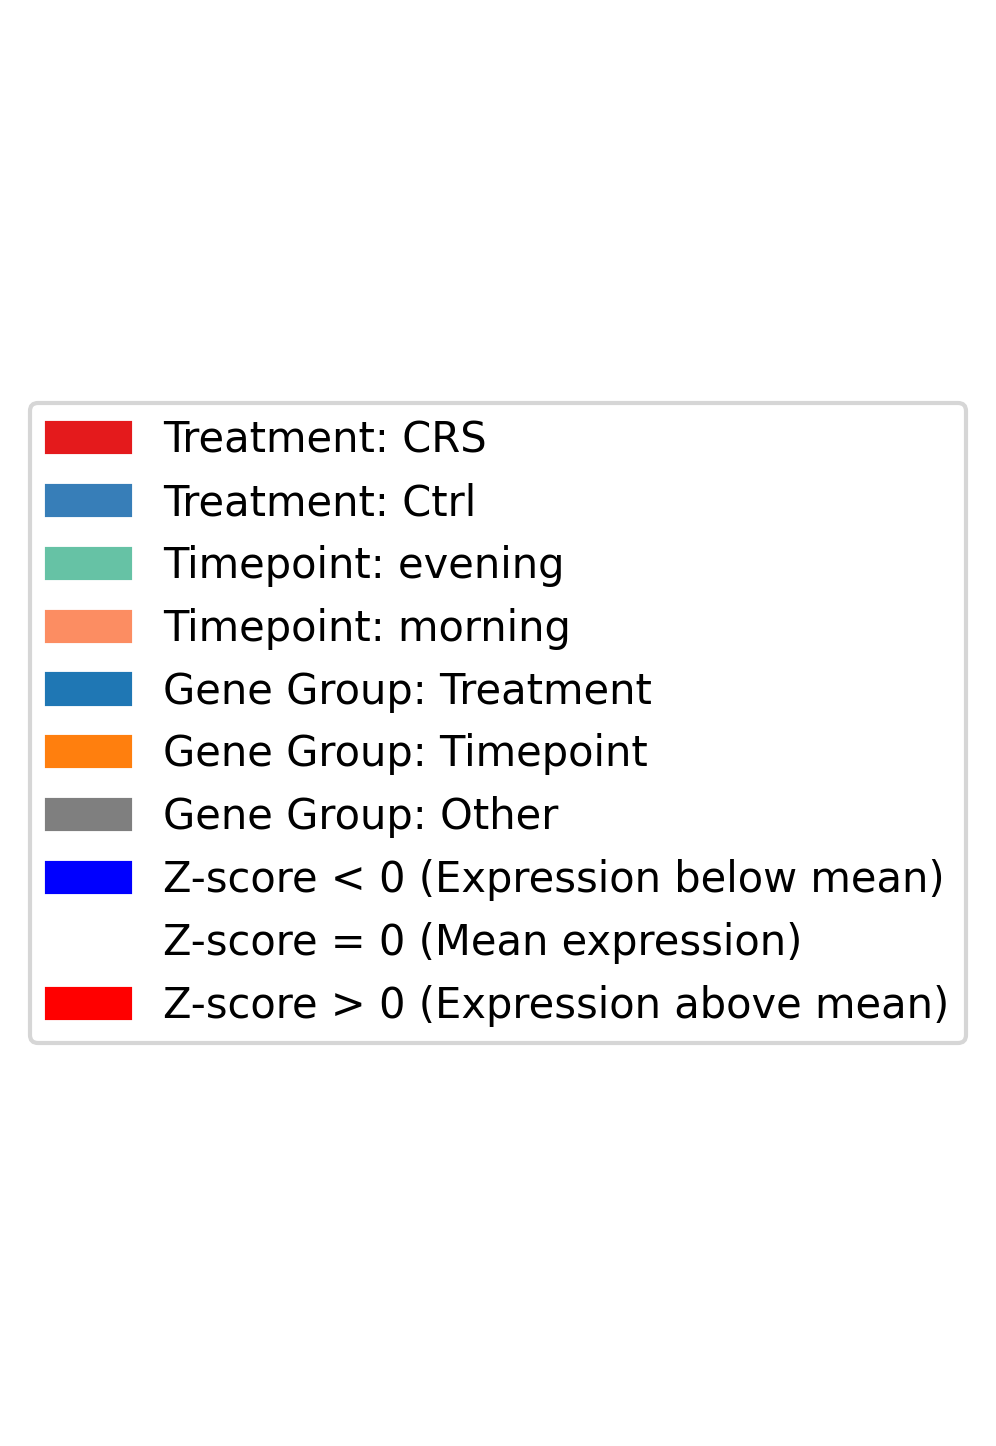 Treatment: CRS
Treatment: Ctrl
Timepoint: evening
Timepoint: morning
Gene Group: Treatment
Gene Group: Timepoint
Gene Group: Other
Z-score < 0 (Expression below mean)
Z-score = 0 (Mean expression)
Z-score > 0 (Expression above mean)